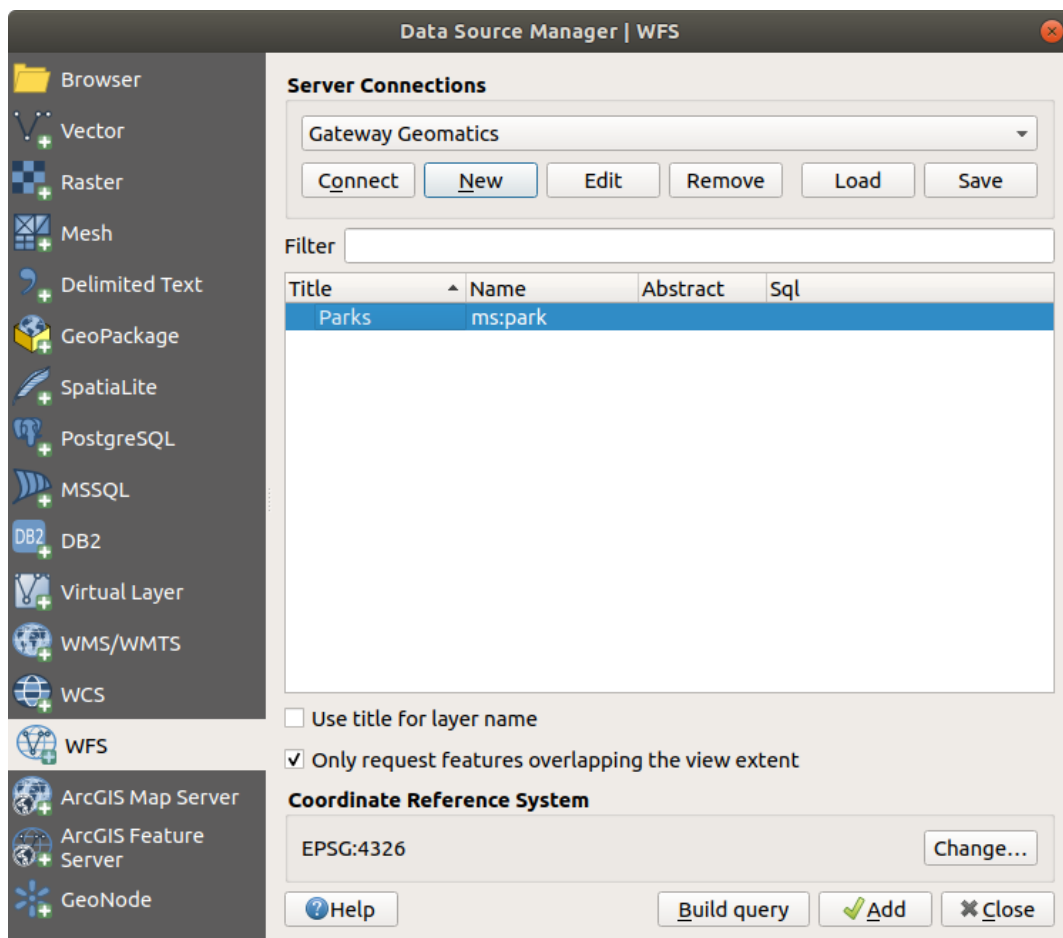 Data Source Manager | WFS
Browser
Vector
Raster
Mesh
Delimited Text
GeoPackage
SpatiaLite
PostgreSQL
MSSQL
DB2
DB2
Virtual Layer
WMS/WMTS
WCS
WFS
ArcGIS Map Server
ArcGIS Feature
Server
GeoNode
Server Connections
Gateway Geomatics
Connect New Edit Remove Load Save
Filter
Title Name Abstract Sql
Parks ms:park
Use title for layer name
Only request features overlapping the view extent
Coordinate Reference System
EPSG:4326 Change...
?Help Build query Add Close